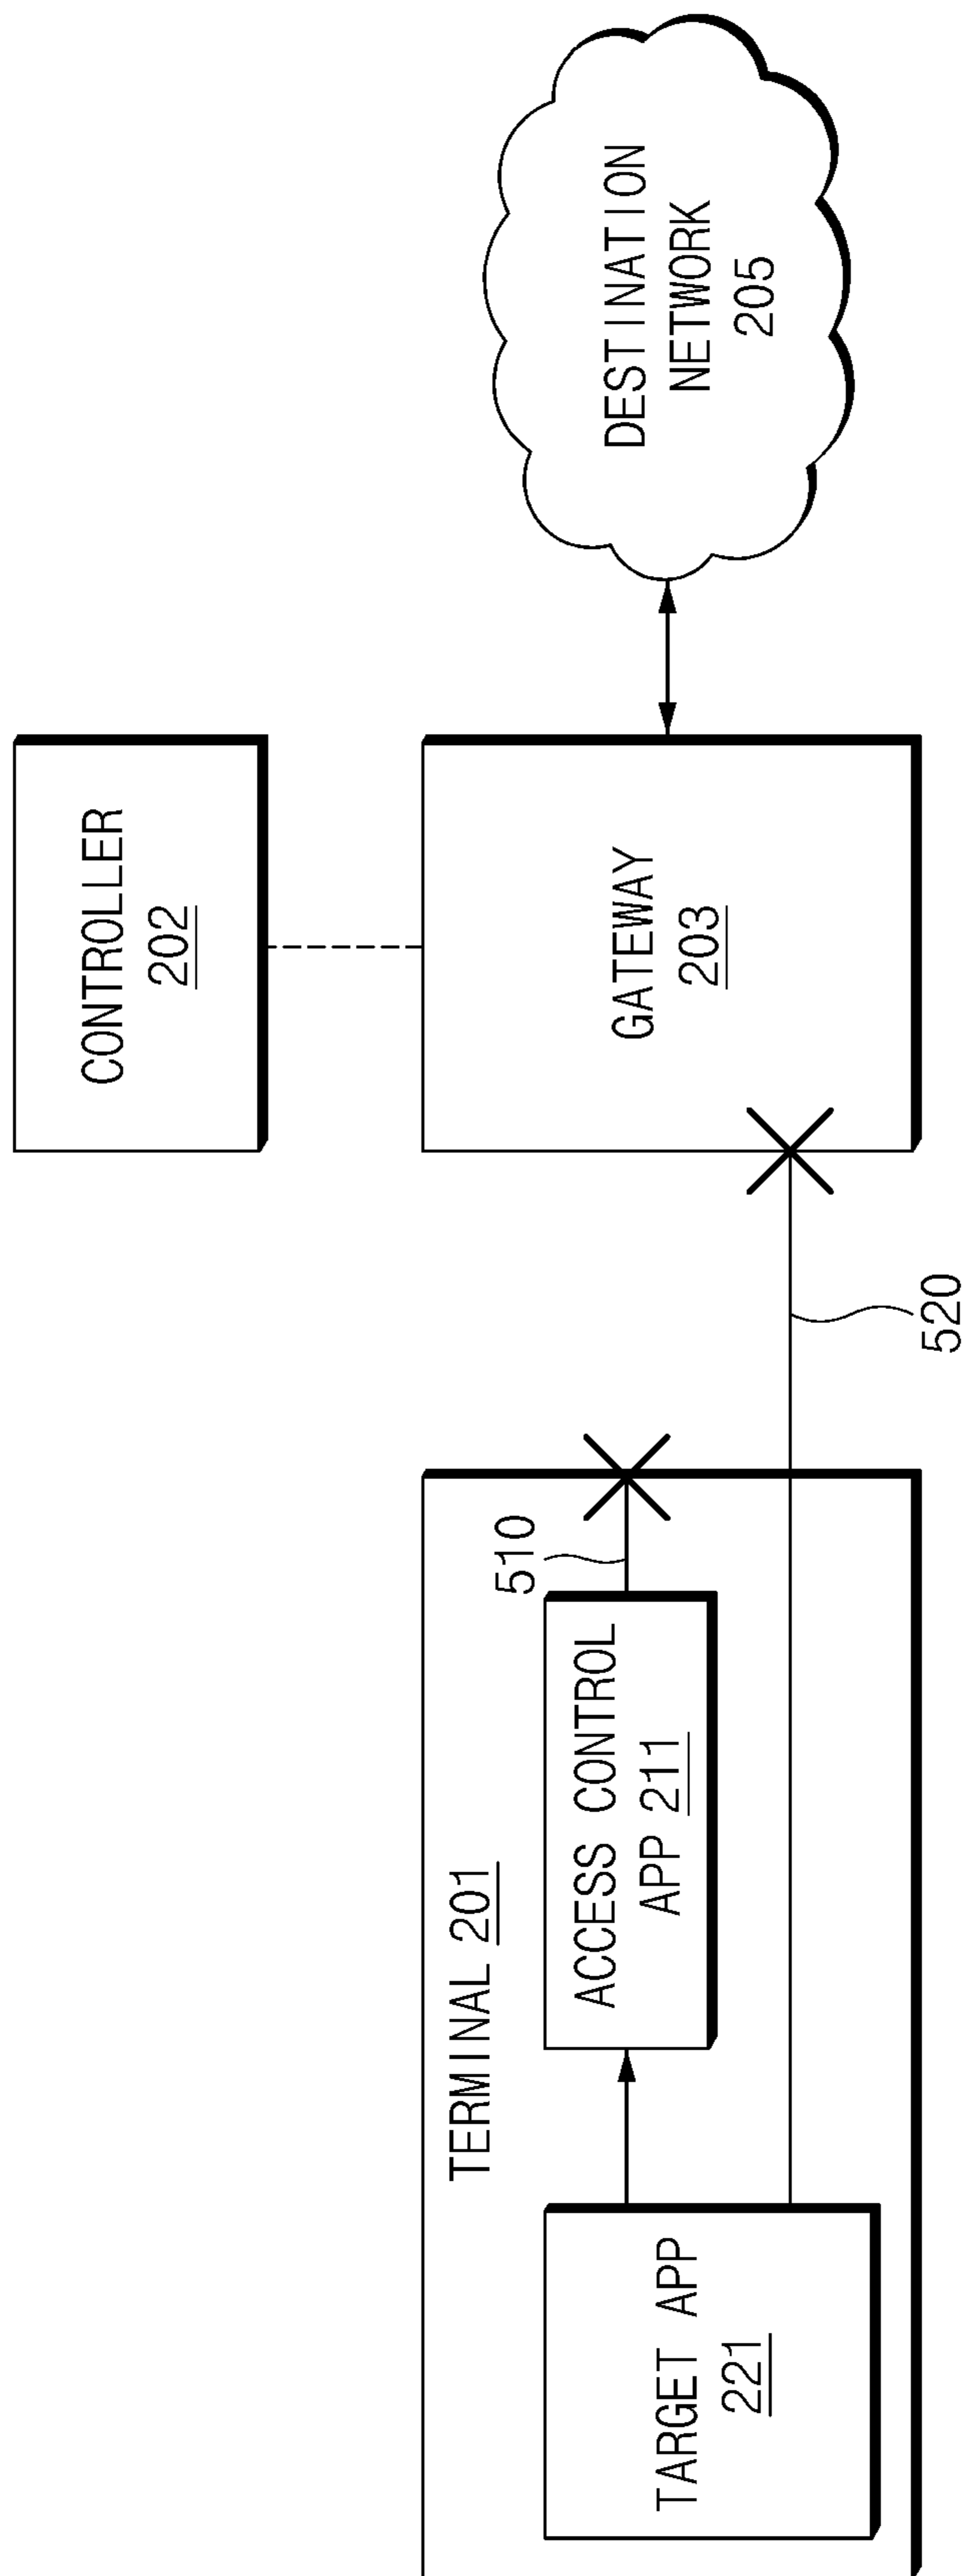 CONTROLLER
202
TERMINAL 201
TARGET APP
221
ACCESS CONTROL
APP 211
510
520
GATEWAY
203
DESTINATION
NETWORK
205